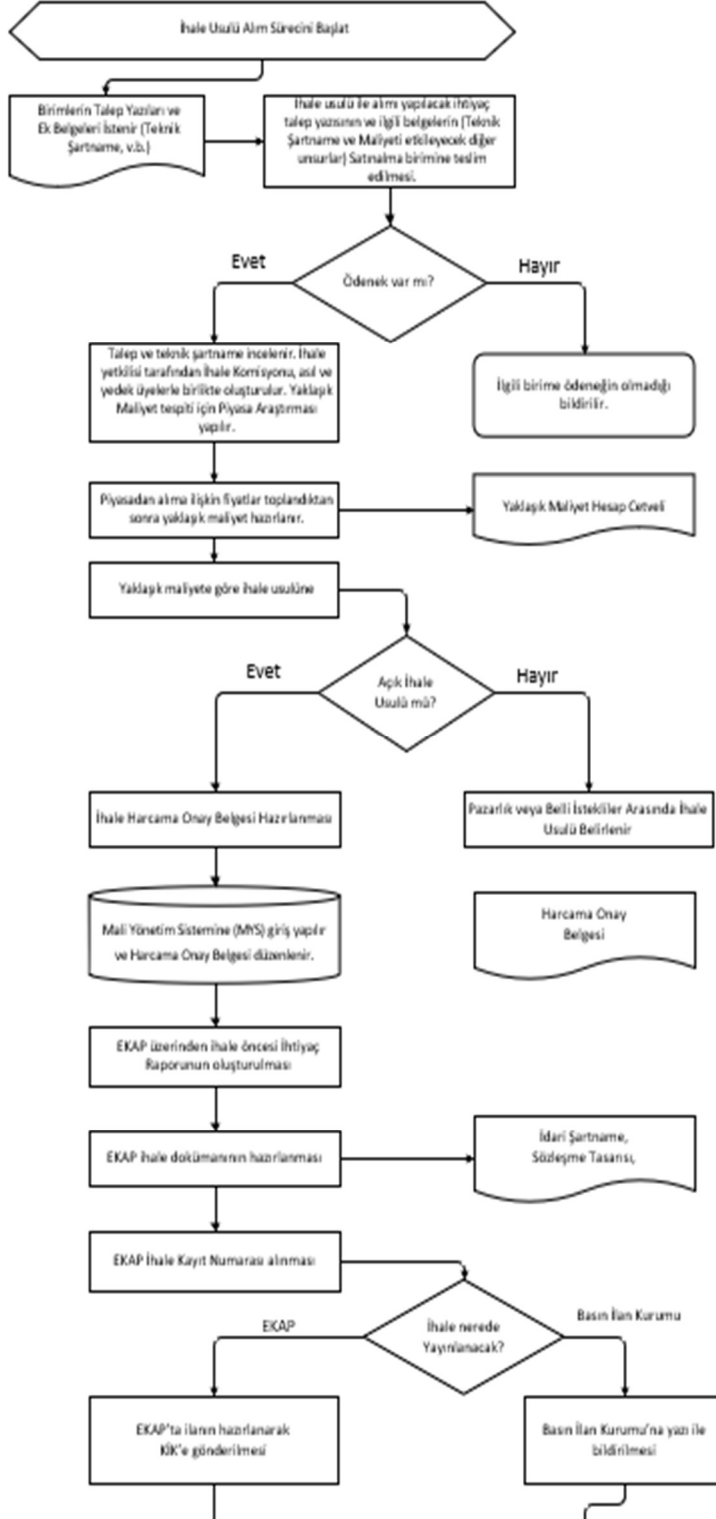 İhale Usulü Alım Sürecini Başlat
Birimlerin Talep Yazıları ve
Ek Belgeleri İstenir (Teknik
Şartname, v.b.)
İhale usulü ile alımı yapılacak ihtiyaç
talep yazısının ve ilgili belgelerin (Teknik
Şartname ve Maliyeti etkileyecek diğer
unsurlar) Satınalma birimine teslim
edilmesi.
Evet
Ödenek var mı?
Hayır
Talep ve teknik şartname incelenir. İhale
yetkilisi tarafından İhale Komisyonu, asıl ve
yedek üyelerle birlikte oluşturulur. Yaklaşık
Maliyet tespiti için Piyasa Araştırması
yapılır.
İlgili birime ödeneğin olmadığı
bildirilir.
Piyasadan alıma ilişkin fiyatlar toplandıktan
sonra yaklaşık maliyet hazırlanır.
Yaklaşık Maliyet Hesap Cetveli
Yaklaşık maliyete göre ihale usulüne
Evet
Açık İhale
Usulü mü?
Hayır
İhale Harcama Onay Belgesi Hazırlanması
Pazarlık veya Belli İstekliler Arasında İhale
Usulü Belirlenir
Mali Yönetim Sistemine (MYS) giriş yapılır
ve Harcama Onay Belgesi düzenlenir.
Harcama Onay
Belgesi
EKAP üzerinden ihale öncesi İhtiyaç
Raporunun oluşturulması
EKAP ihale dokümanının hazırlanması
İdari Şartname,
Sözleşme Tasarısı,
EKAP İhale Kayıt Numarası alınması
EKAP
İhale nerede
Yayınlanacak?
Basın İlan Kurumu
EKAP'ta ilanın hazırlanarak
KİK'e gönderilmesi
Basın İlan Kurumu'na yazı ile
bildirilmesi